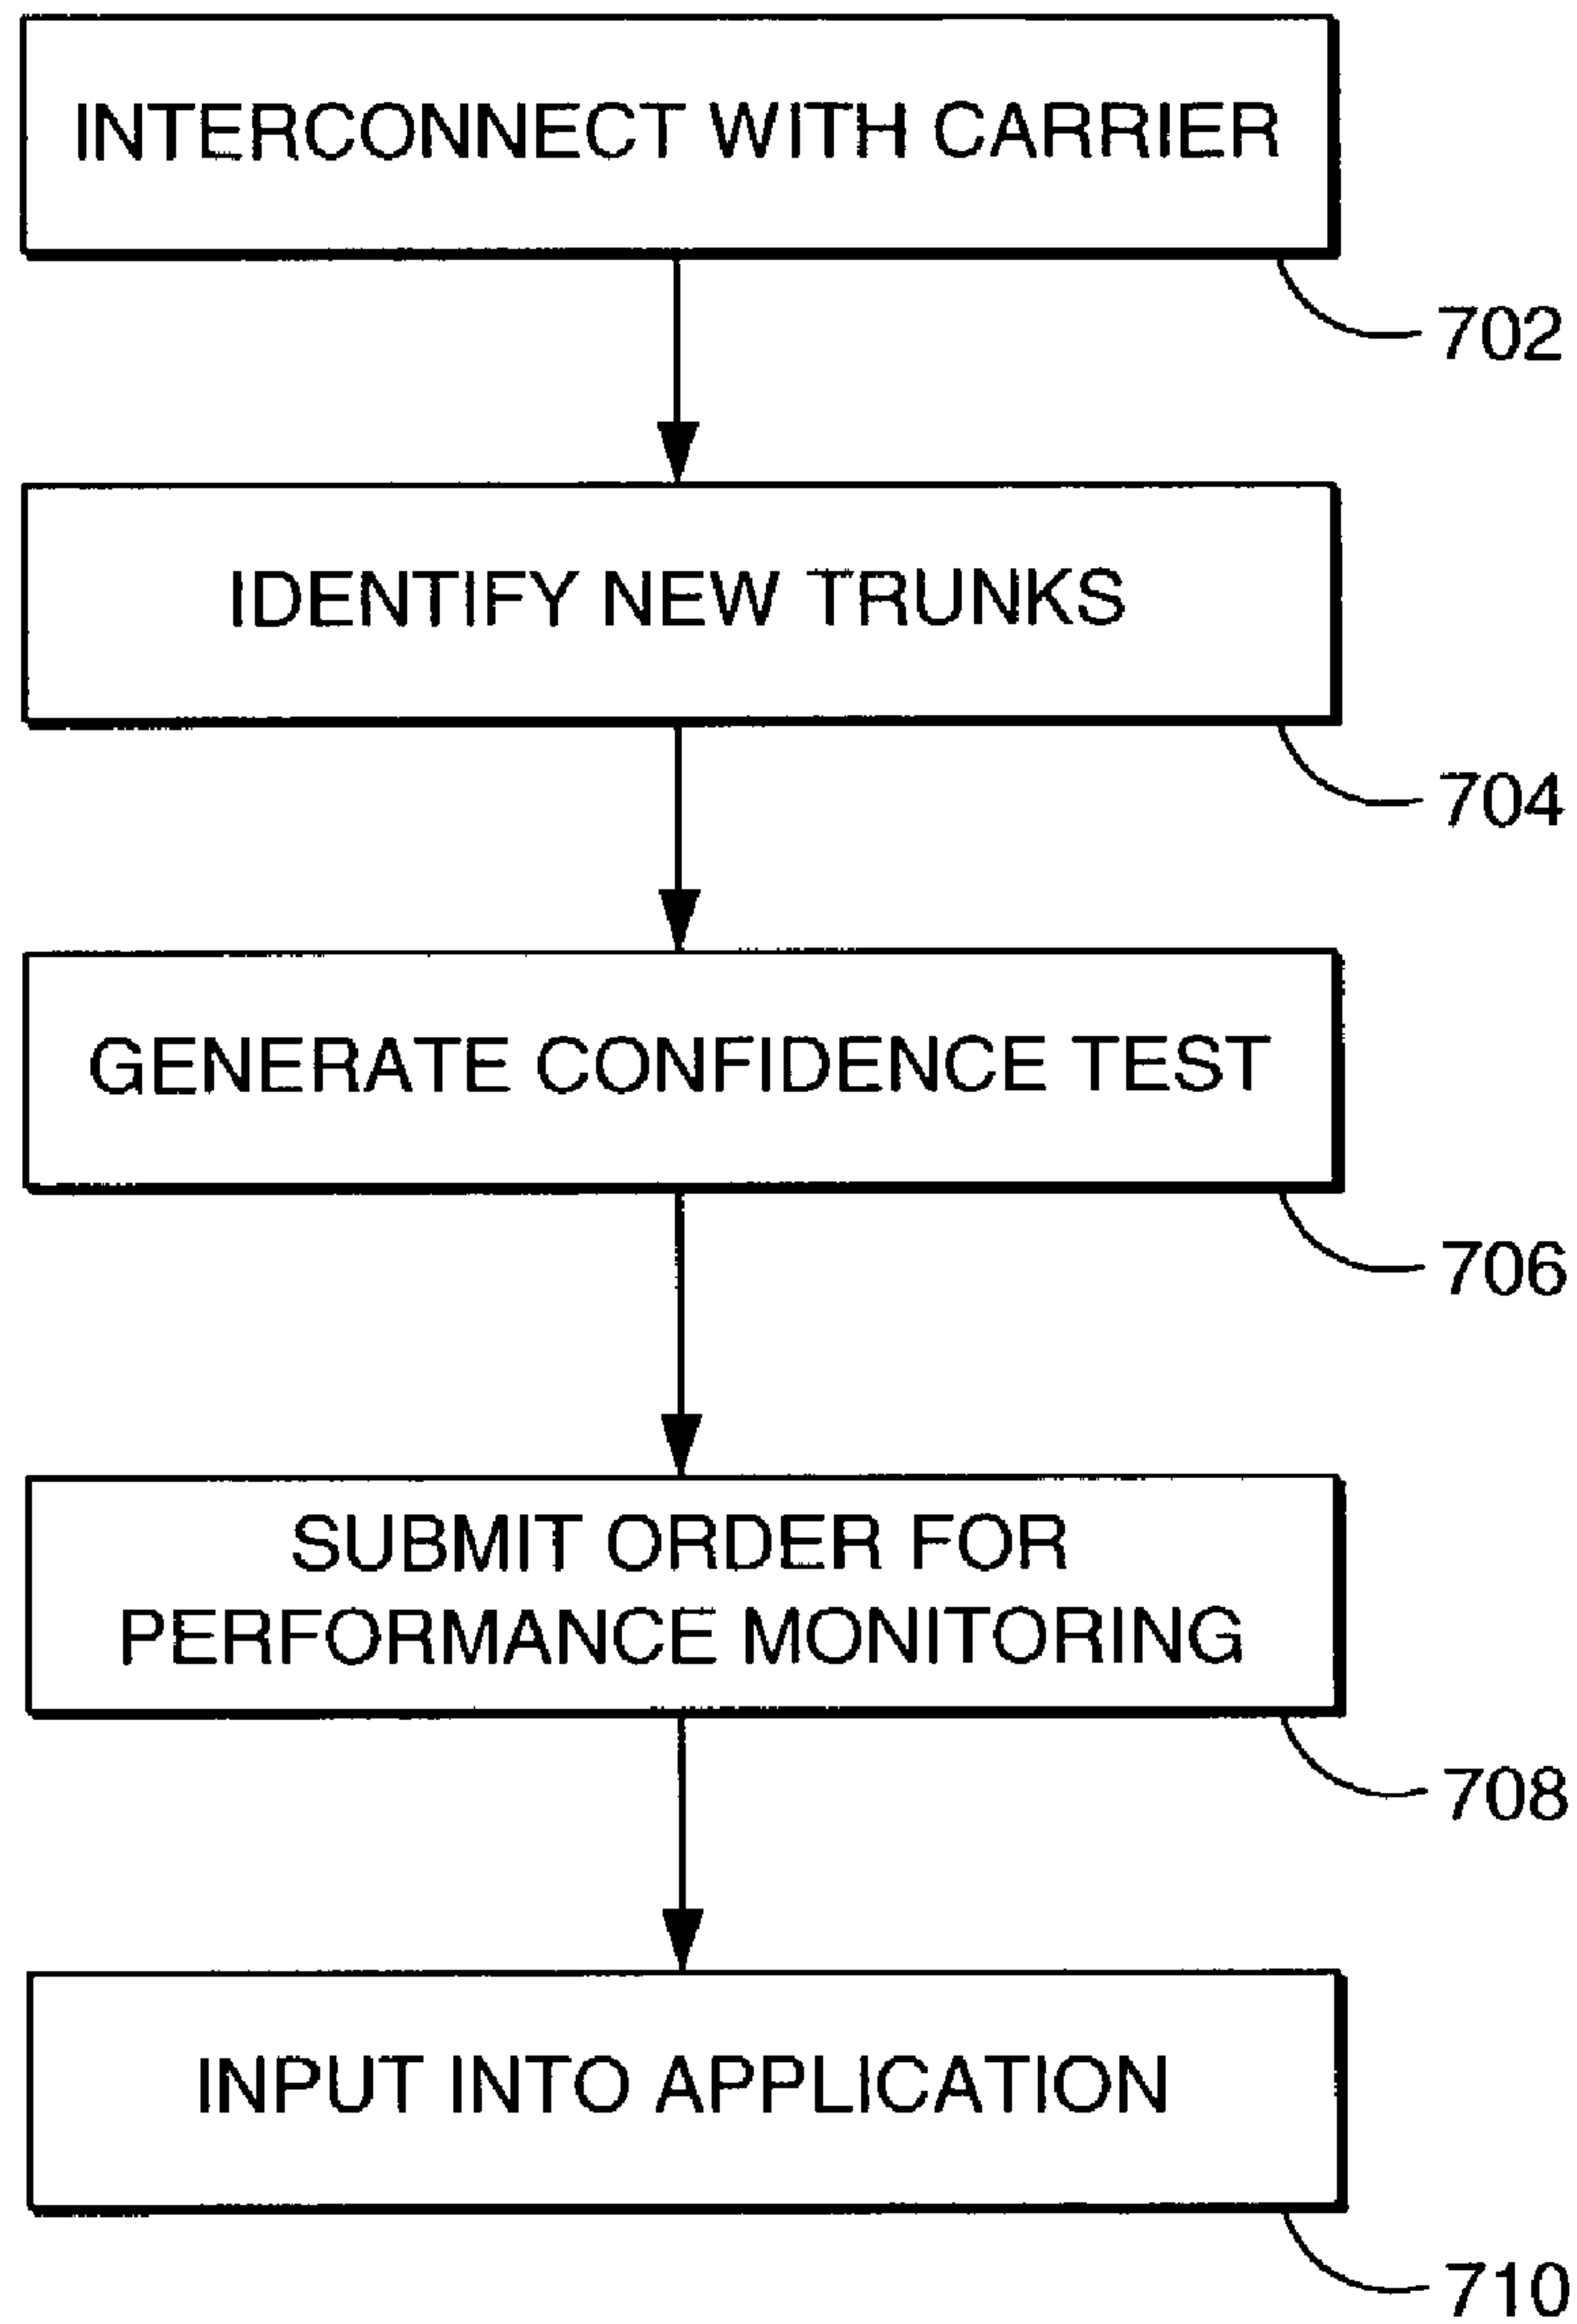 INTERCONNECT WITH CARRIER
702
IDENTIFY NEW TRUNKS
704
GENERATE CONFIDENCE TEST
706
SUBMIT ORDER FOR
PERFORMANCE MONITORING
708
INPUT INTO APPLICATION
710